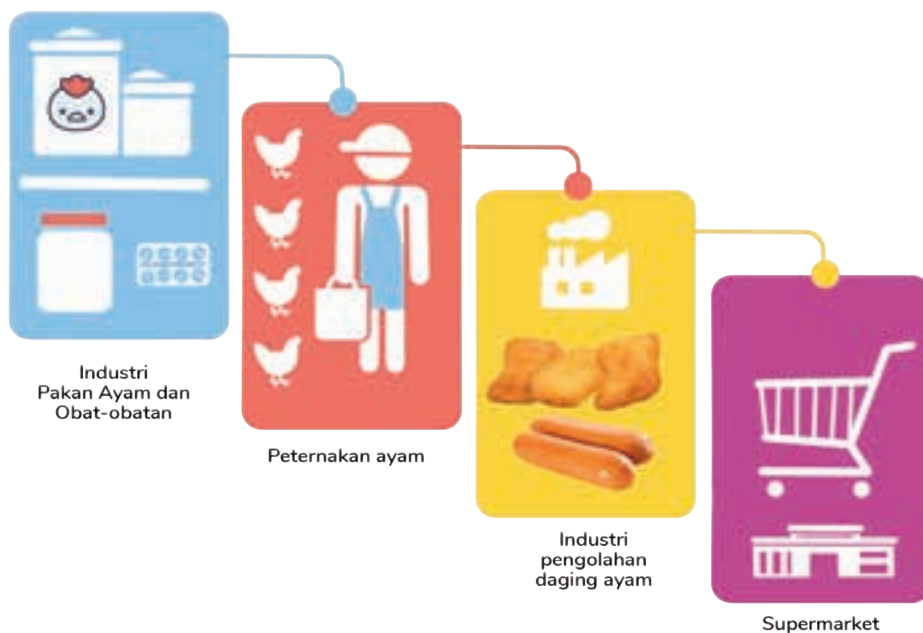 Industri
Pakan Ayam dan
Obat-obatan
Peternakan ayam
Industri
pengolahan
daging ayam
Supermarket